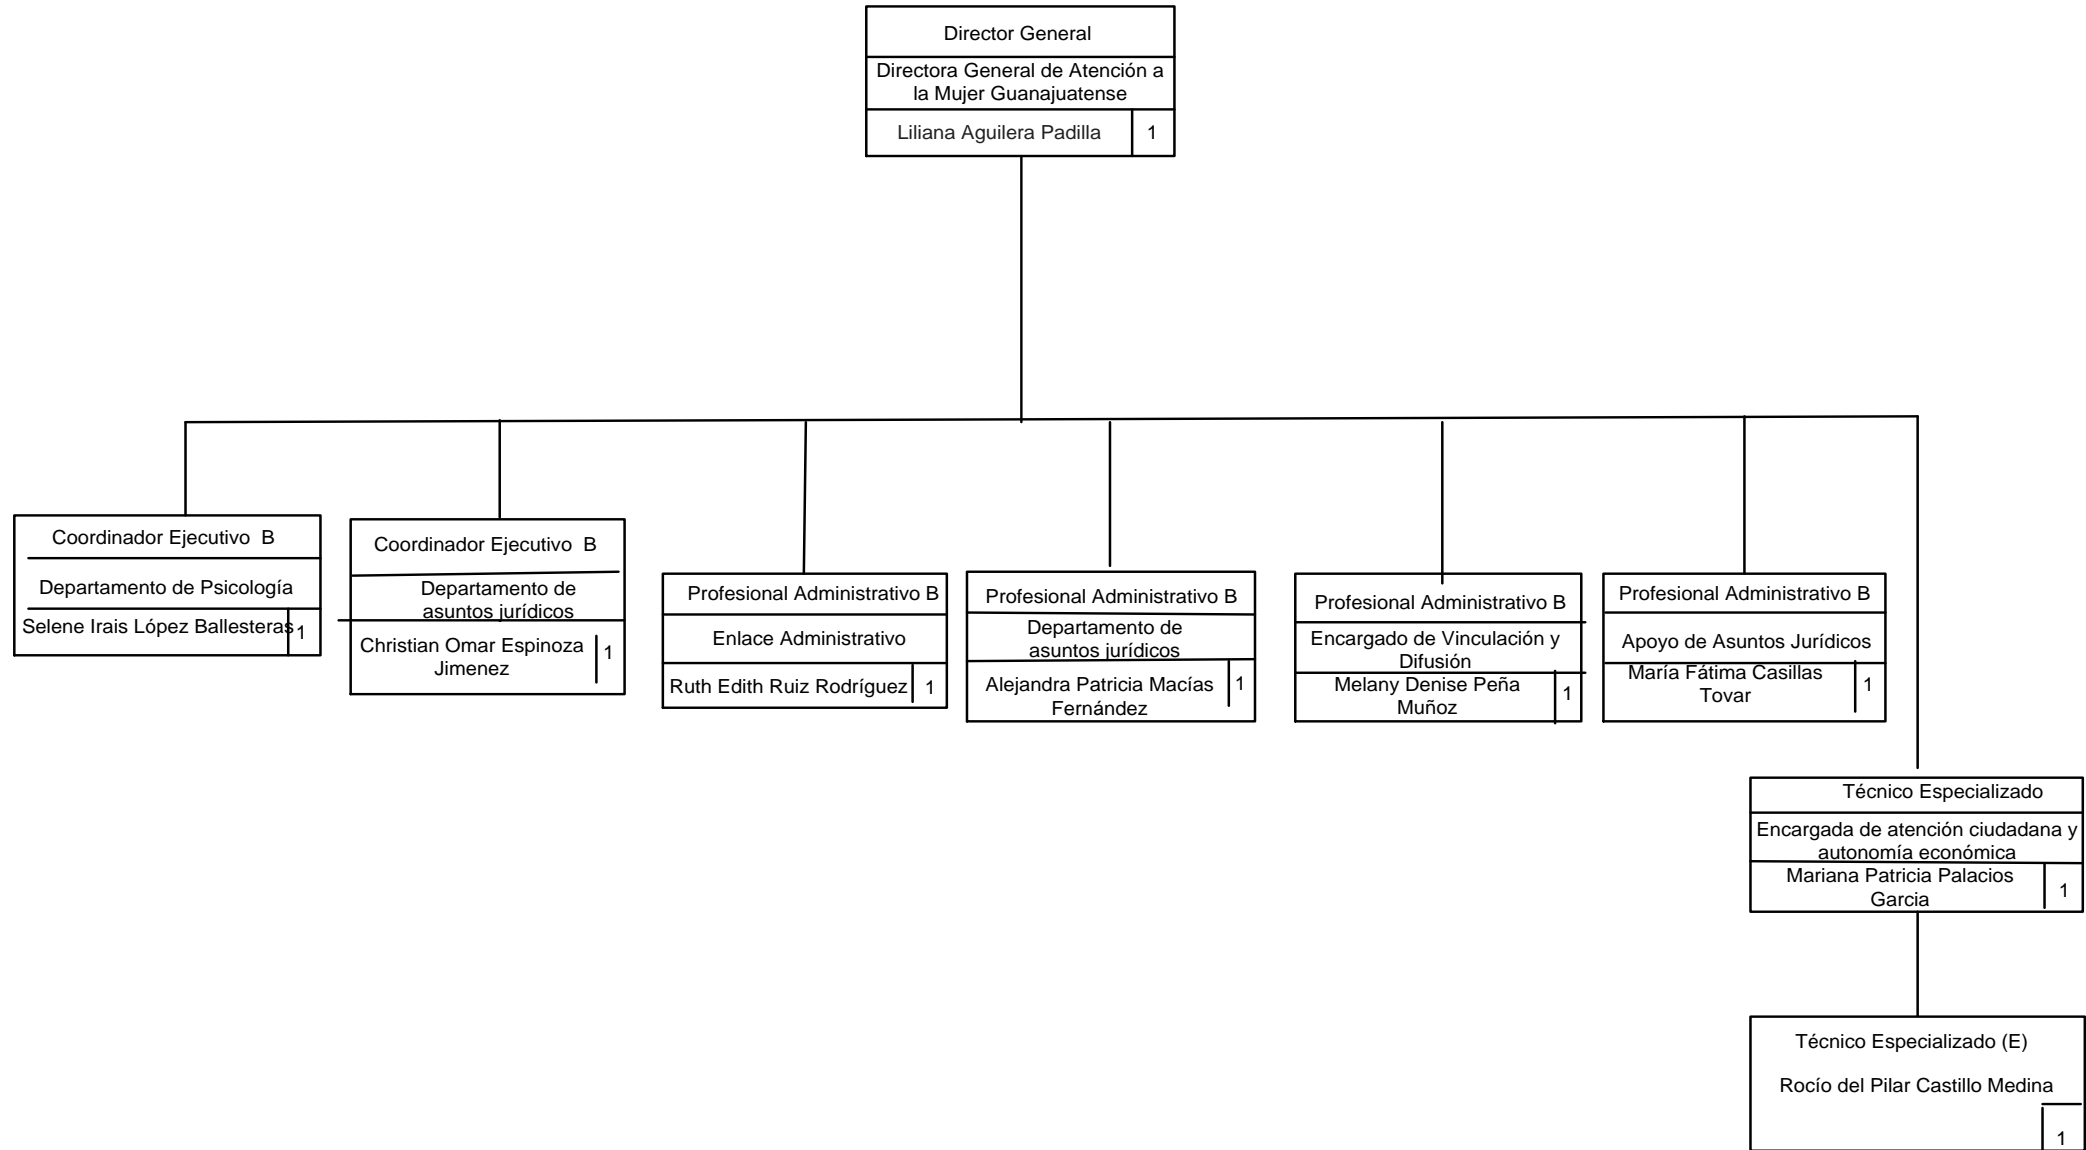 Director General
Directora General de Atención a
la Mujer Guanajuatense
Liliana Aguilera Padilla
1
Coordinador Ejecutivo B
Departamento de Psicología
Selene Irais López Ballesteras
1
Coordinador Ejecutivo B
Departamento de
asuntos jurídicos
Christian Omar Espinoza
Jimenez
1
Profesional Administrativo B
Enlace Administrativo
Ruth Edith Ruiz Rodríguez
1
Profesional Administrativo B
Departamento de
asuntos jurídicos
Alejandra Patricia Macías
Fernández
1
Profesional Administrativo B
Encargado de Vinculación y
Difusión
Melany Denise Peña
Muñoz
1
Profesional Administrativo B
Apoyo de Asuntos Jurídicos
María Fátima Casillas
Tovar
1
Técnico Especializado
Encargada de atención ciudadana y
autonomía económica
Mariana Patricia Palacios
Garcia
1
Técnico Especializado (E)
Rocío del Pilar Castillo Medina
1